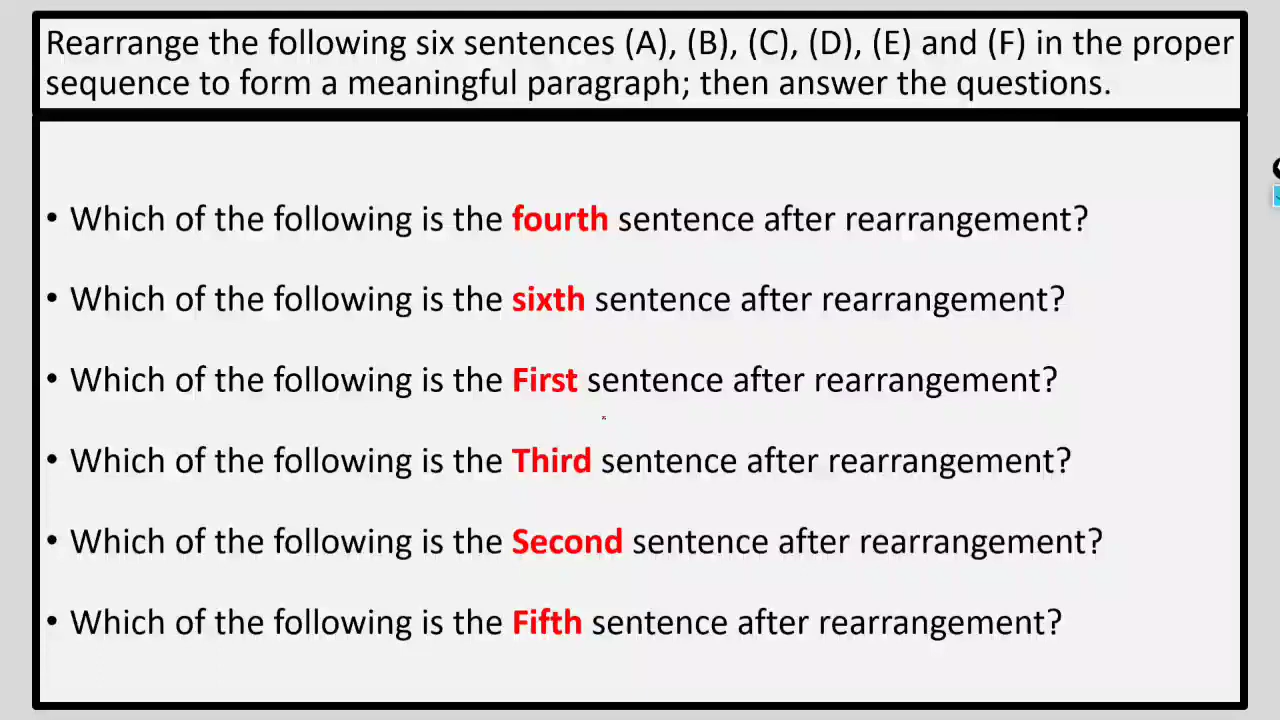 Rearrange the following six sentences (A), (B), (C), (D), (E) and (F) in the proper
sequence to form a meaningful paragraph; then answer the questions.
• Which of the following is the fourth sentence after rearrangement?
• Which of the following is the sixth sentence after rearrangement?
• Which of the following is the First sentence after rearrangement?
• Which of the following is the Third sentence after rearrangement?
• Which of the following is the Second sentence after rearrangement?
• Which of the following is the Fifth sentence after rearrangement?